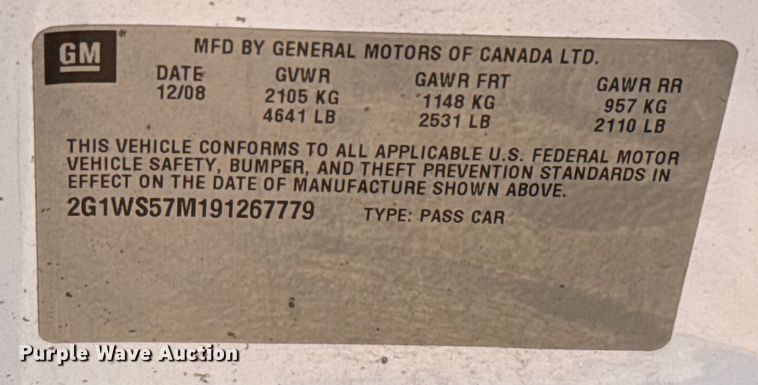 GM
MFD BY GENERAL MOTORS OF CANADA LTD.
DATE GVWR GAWR FRT GAWR RR
12/08 2105 KG 1148 KG 957 KG
4641 LB 2531 LB 2110 LB
THIS VEHICLE CONFORMS TO ALL APPLICABLE U.S. FEDERAL MOTOR
VEHICLE SAFETY, BUMPER, AND THEFT PREVENTION STANDARDS IN
EFFECT ON THE DATE OF MANUFACTURE SHOWN ABOVE.
2G1WS57M191267779 TYPE: PASS CAR
Purple Wave Auction